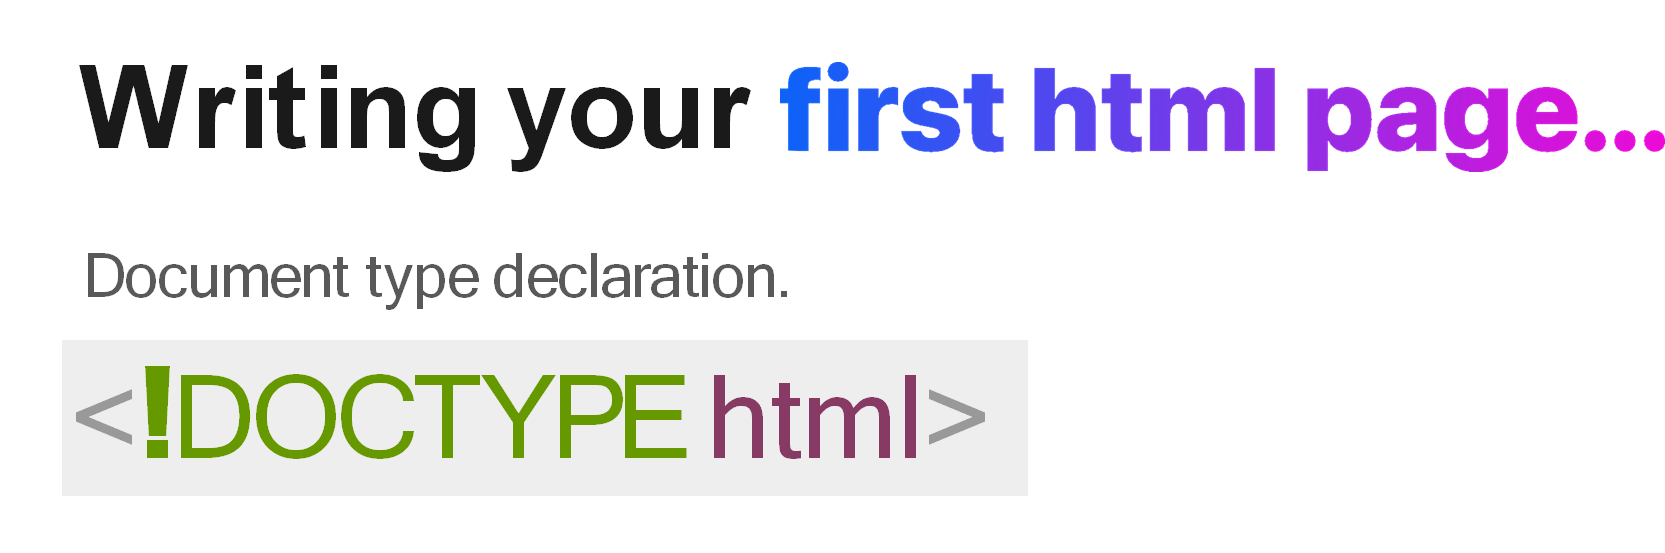 Writing your first html page...
Document type declaration.
<!DOCTYPE html>